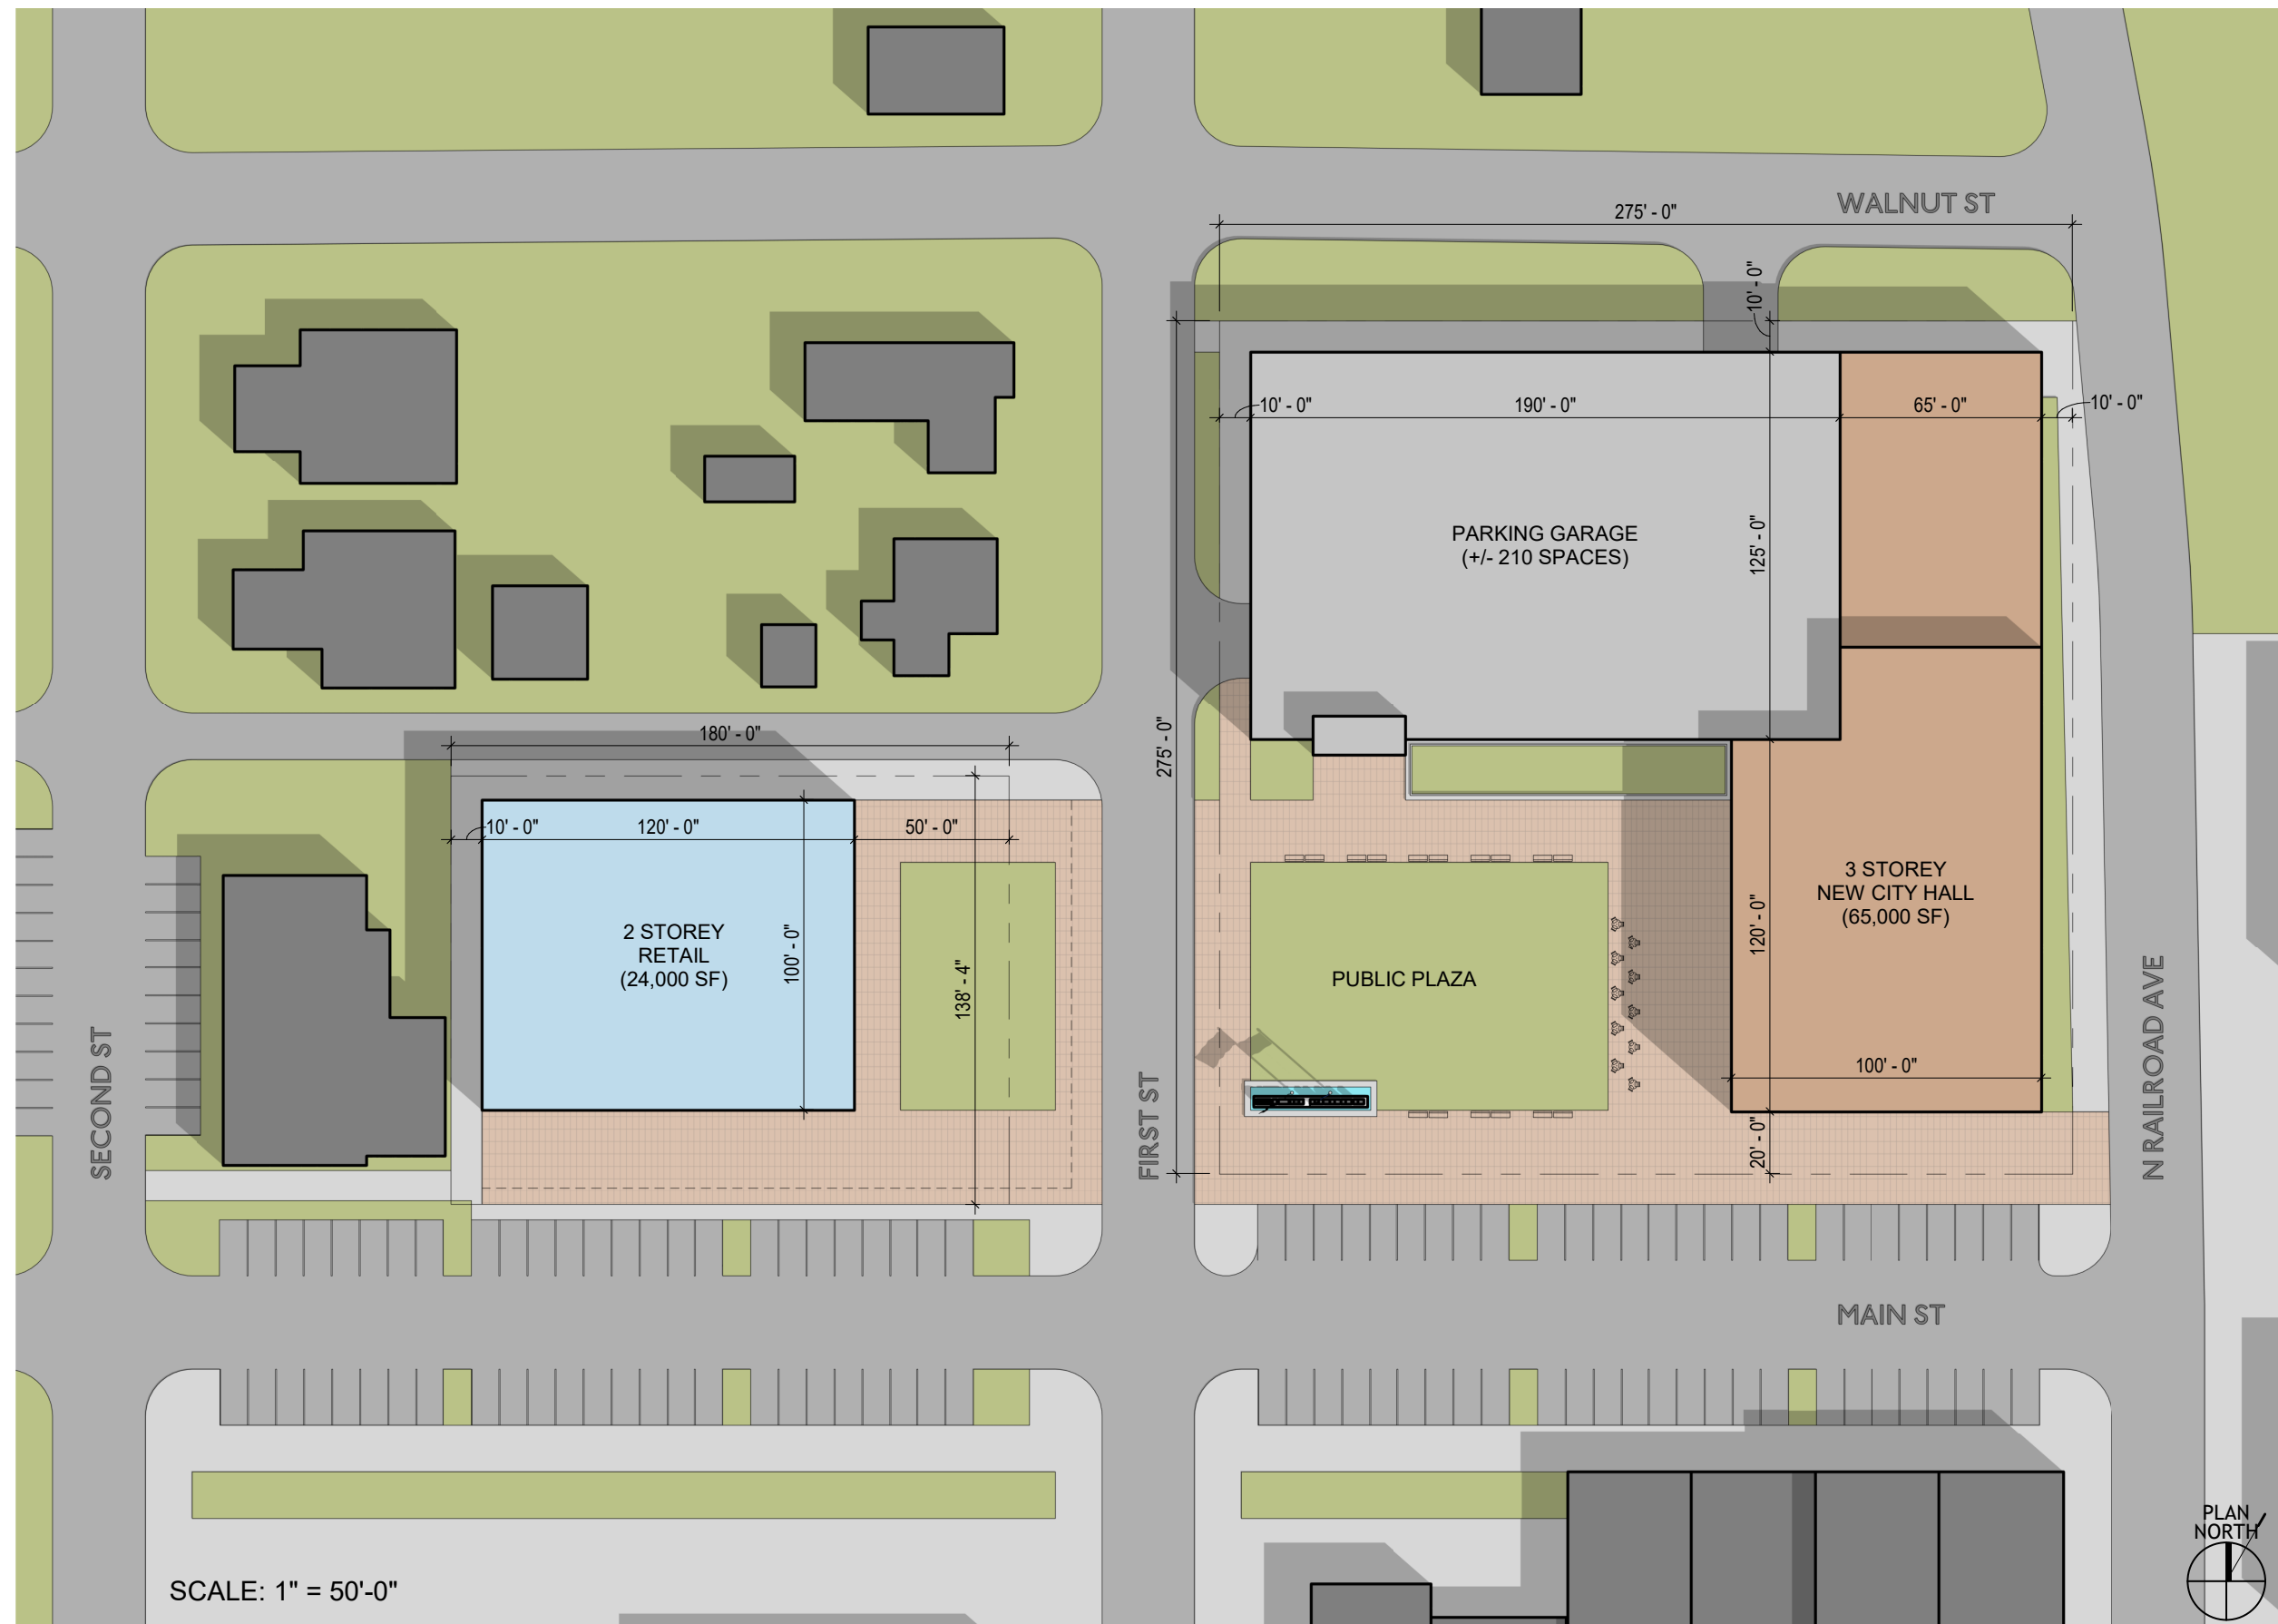 WALNUT ST
275' - 0"
10' - 0"
10' - 0"
190' - 0"
65' - 0"
10' - 0"
PARKING GARAGE
(+/- 210 SPACES)
125' - 0"
275' - 0"
180' - 0"
10' - 0"
120' - 0"
50' - 0"
2 STOREY
RETAIL
(24,000 SF)
100' - 0"
138' - 4"
PUBLIC PLAZA
3 STOREY
NEW CITY HALL
(65,000 SF)
120' - 0"
100' - 0"
20' - 0"
SECOND ST
FIRST ST
N RAILROAD AVE
MAIN ST
PLAN
NORTH
SCALE: 1" = 50'-0"